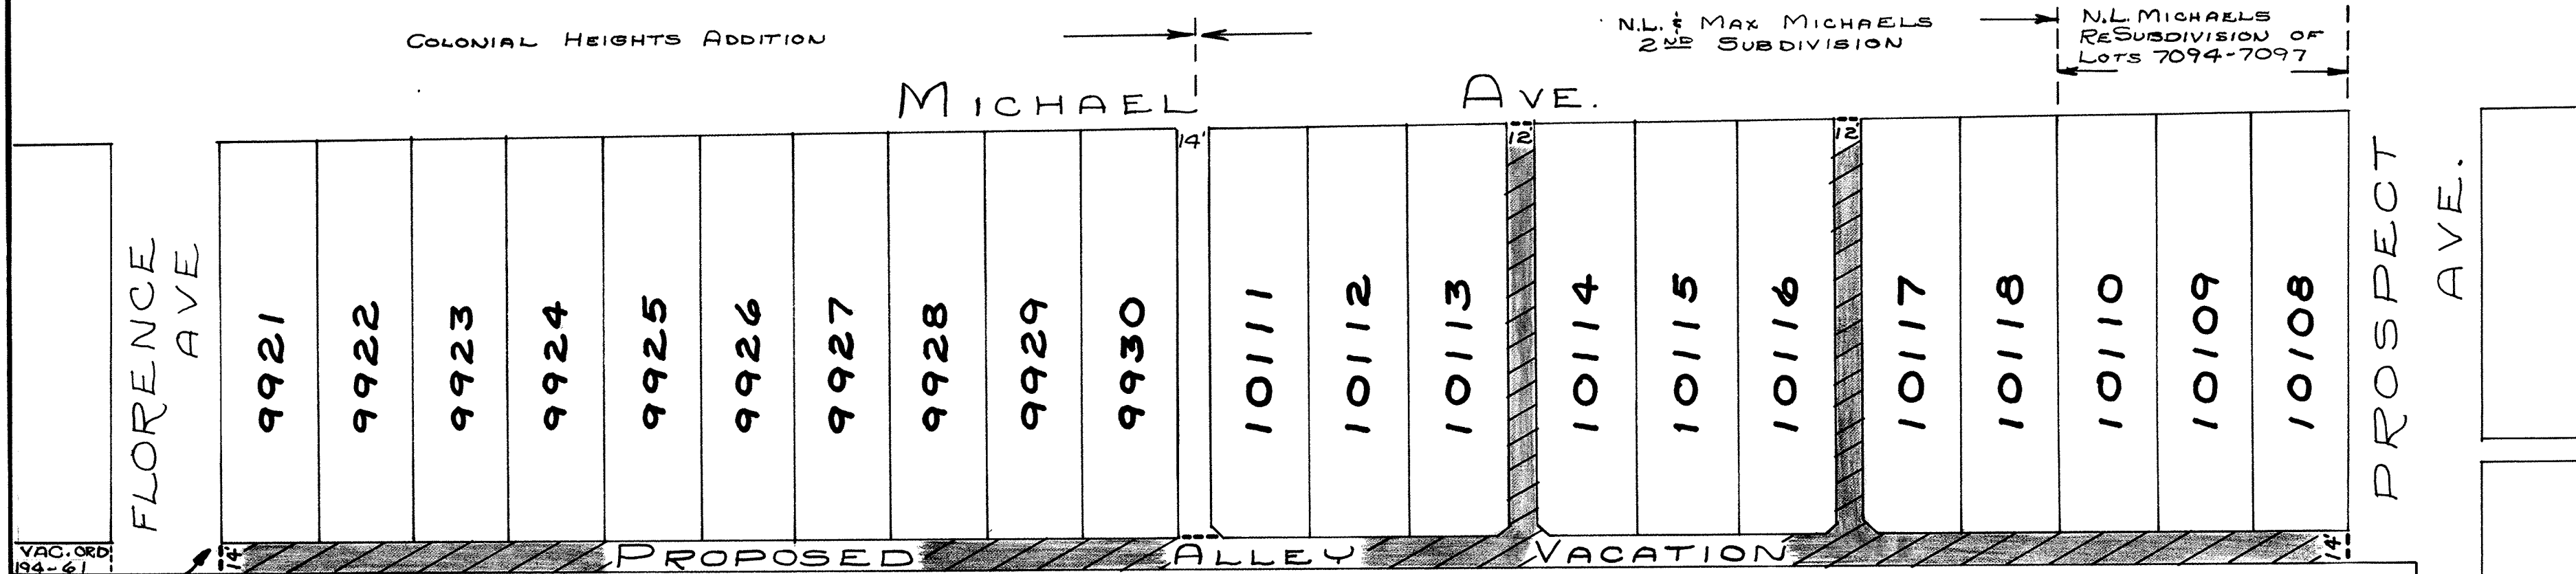 COLONIAL HEIGHTS ADDITION
N.L. & MAX MICHAELS
2ND SUBDIVISION
N.L. MICHAELS
RESUBDIVISION OF
LOTS 7094-7097
MICHAEL AVE.
14'
12'
12'
FLORENCE
AVE
9921
9922
9923
9924
9925
9926
9927
9928
9929
9930
10111
10112
10113
10114
10115
10116
10117
10118
10110
10109
10108
PROSPECT
AVE.
VAC. ORD
194-61
14'
PROPOSED ALLEY VACATION
14'